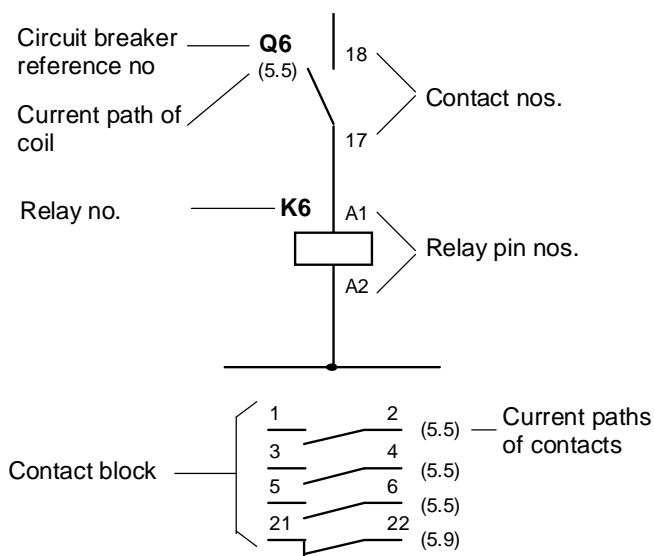 Circuit breaker
reference no
Q6
(5.5)
18
Contact nos.
Current path of
coil
17
Relay no.
K6
A1
Relay pin nos.
A2
1 2 (5.5)
Current paths
of contacts
3 4 (5.5)
Contact block
5 6 (5.5)
21 22 (5.9)